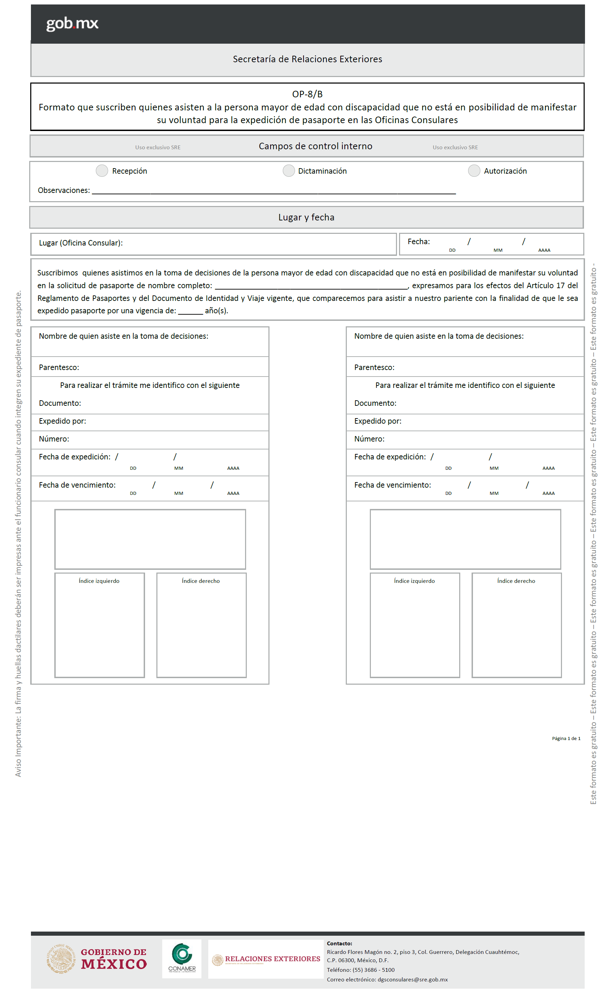 gob.mx
Secretaría de Relaciones Exteriores
OP-8/B
Formato que suscriben quienes asisten a la persona mayor de edad con discapacidad que no está en posibilidad de manifestar
su voluntad para la expedición de pasaporte en las Oficinas Consulares
Uso exclusivo SRE Campos de control interno Uso exclusivo SRE
Recepción Dictaminación Autorización
Observaciones:
Lugar y fecha
Lugar (Oficina Consular): Fecha: / /
DD MM AAAA
Suscribimos quienes asistimos en la toma de decisiones de la persona mayor de edad con discapacidad que no está en posibilidad de manifestar su voluntad
en la solicitud de pasaporte de nombre completo: ____, expresamos para los efectos del Artículo 17 del
Reglamento de Pasaportes y del Documento de Identidad y Viaje vigente, que comparecemos para asistir a nuestro pariente con la finalidad de que le sea
expedido pasaporte por una vigencia de: ______ año(s).
Nombre de quien asiste en la toma de decisiones:
Parentesco:
Para realizar el trámite me identifico con el siguiente
Documento:
Expedido por:
Número:
Fecha de expedición: / /
DD MM AAAA
Fecha de vencimiento: / /
DD MM AAAA
Índice izquierdo Índice derecho
Nombre de quien asiste en la toma de decisiones:
Parentesco:
Para realizar el trámite me identifico con el siguiente
Documento:
Expedido por:
Número:
Fecha de expedición: / /
DD MM AAAA
Fecha de vencimiento: / /
DD MM AAAA
Índice izquierdo Índice derecho
Aviso Importante: La firma y huellas dactilares deberán ser impresas ante el funcionario consular cuando integren su expediente de pasaporte.
Este formato es gratuito – Este formato es gratuito – Este formato es gratuito – Este formato es gratuito – Este formato es gratuito – Este formato es gratuito -
Página 1 de 1
ESTADOS UNIDOS MEXICANOS
GOBIERNO DE
MÉXICO
CONAMER
RELACIONES EXTERIORES
SECRETARÍA DE RELACIONES EXTERIORES
Contacto:
Ricardo Flores Magón no. 2, piso 3, Col. Guerrero, Delegación Cuauhtémoc,
C.P. 06300, México, D.F.
Teléfono: (55) 3686 - 5100
Correo electrónico: dgsconsulares@sre.gob.mx